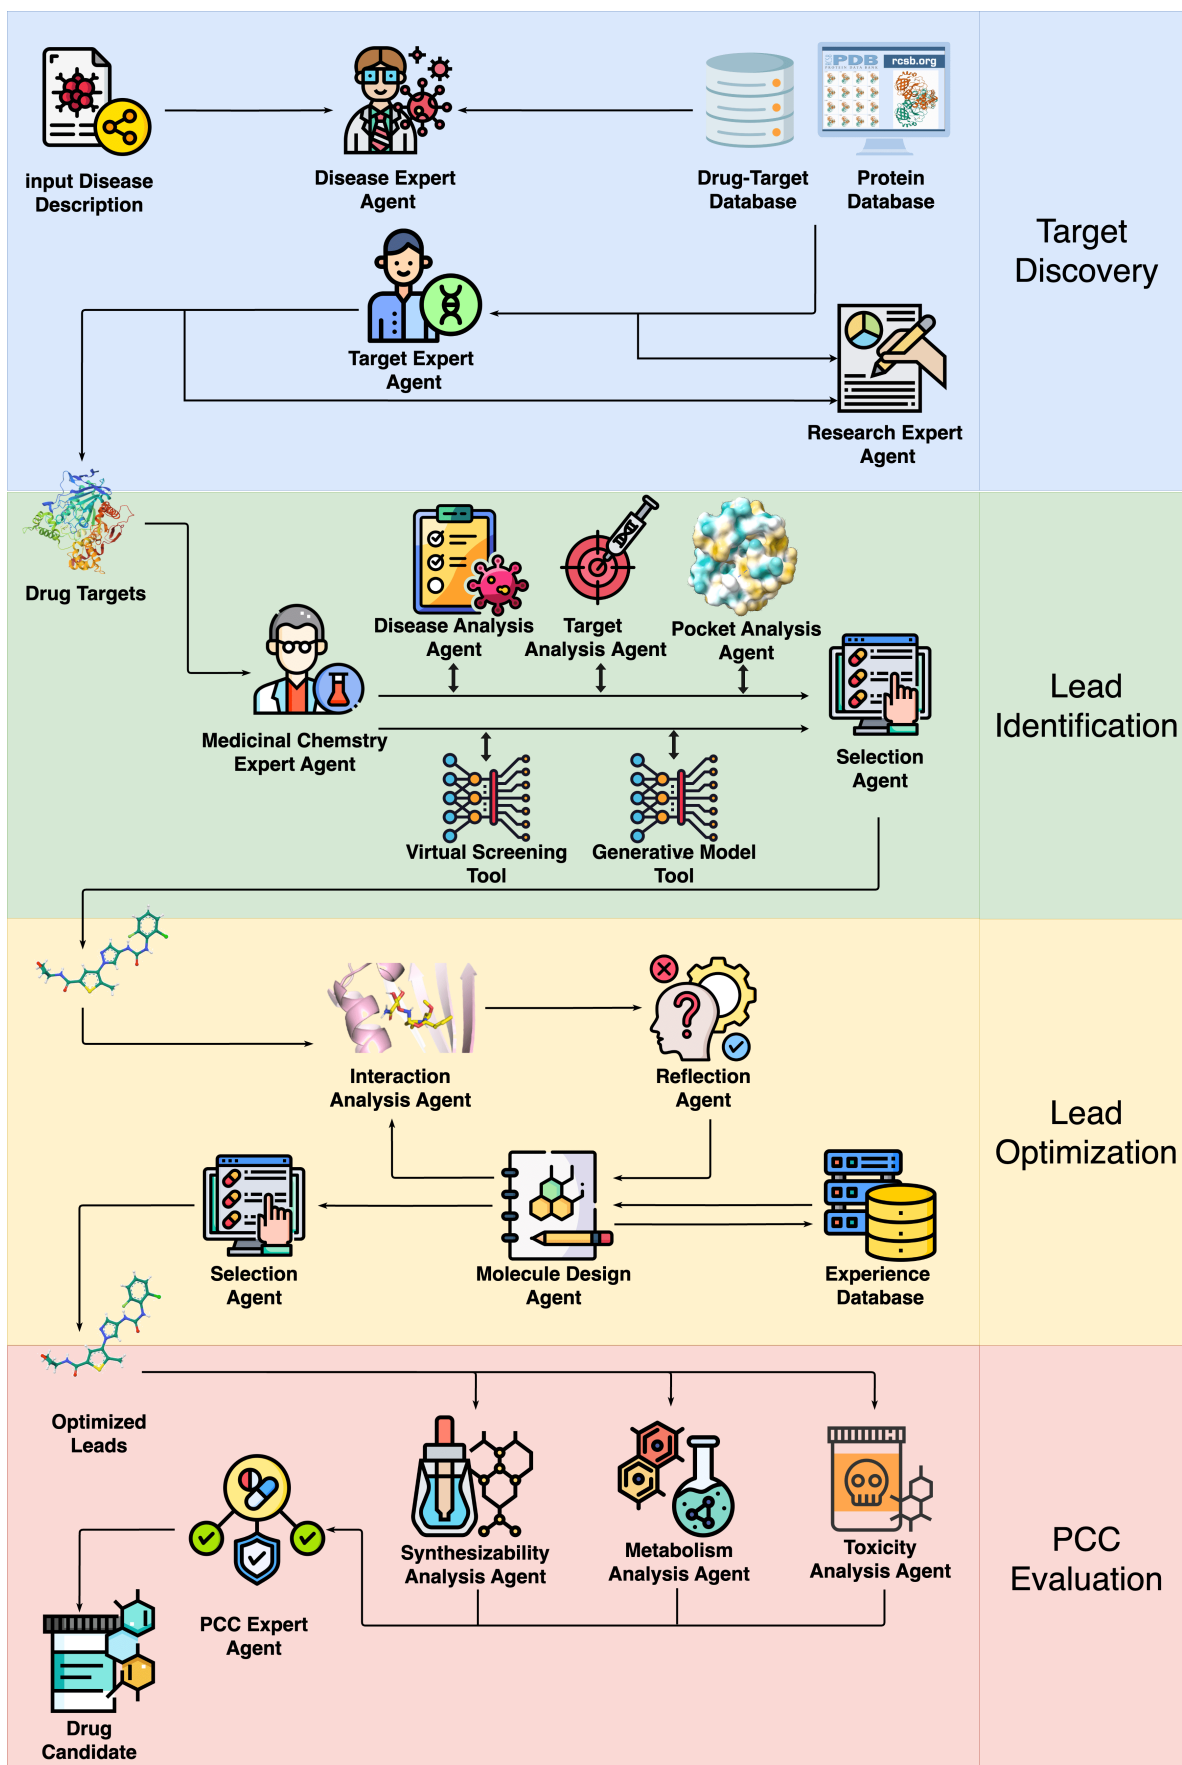 PDB
rcsb.org
input Disease
Description
Disease Expert
Agent
Drug-Target
Database
Protein
Database
Target
Discovery
Target Expert
Agent
Research Expert
Agent
Drug Targets
Disease Analysis
Agent
Target
Analysis Agent
Pocket Analysis
Agent
Medicinal Chemstry
Expert Agent
Selection
Agent
Lead
Identification
Virtual Screening
Tool
Generative Model
Tool
Interaction
Analysis Agent
Reflection
Agent
Lead
Optimization
Selection
Agent
Molecule Design
Agent
Experience
Database
Optimized
Leads
Synthesizability
Analysis Agent
Metabolism
Analysis Agent
Toxicity
Analysis Agent
PCC
Evaluation
PCC Expert
Agent
Drug
Candidate